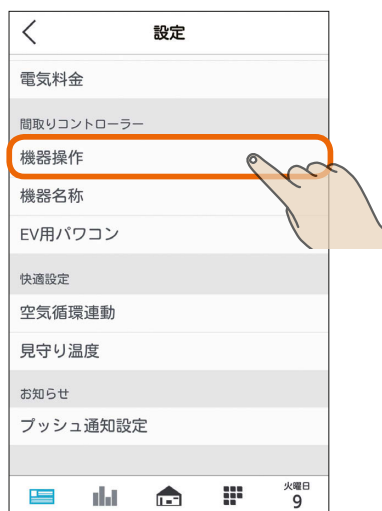 設定
電気料金
間取りコントローラー
機器操作
機器名称
EV用パワコン
快適設定
空気循環連動
見守り温度
お知らせ
プッシュ通知設定
火曜日
9